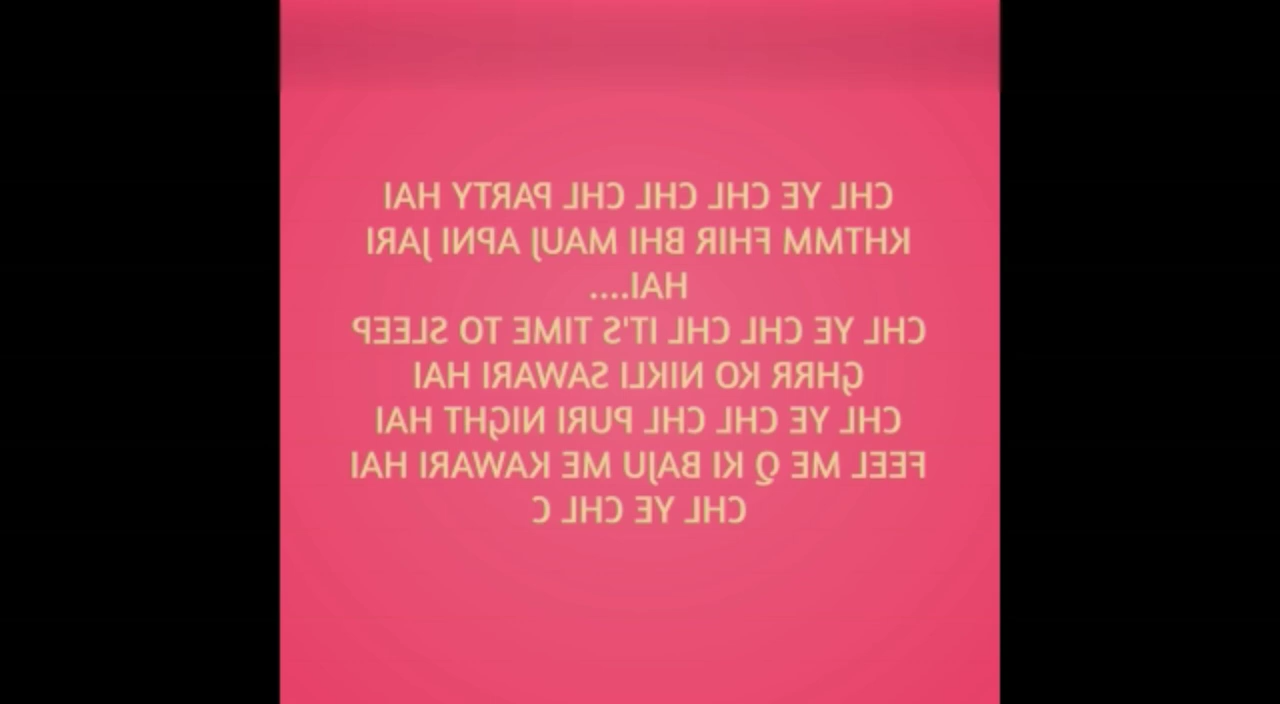 CHL YE CHL CHL CHL PARTY HAI
KHTMM FHIR BHI MAUJ APNI JARI
HAI....
CHL YE CHL CHL IT'S TIME TO SLEEP
GHRR KO NIKLI SAWARI HAI
CHL YE CHL CHL PURI NIGHT HAI
FEEL ME Q KI BAJU ME KAWARI HAI
CHL YE CHL C